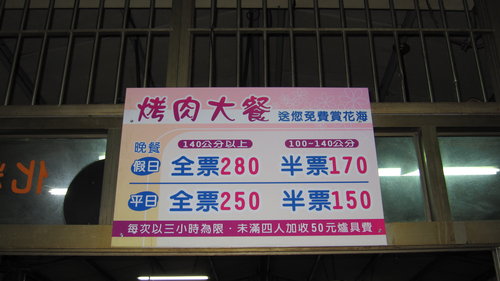 烤肉大餐 送您免費賞花海
140公分以上 100-140公分
晚餐
假日 全票280 半票170
平日 全票250 半票150
每次以三小時為限．未滿四人加收50元爐具費